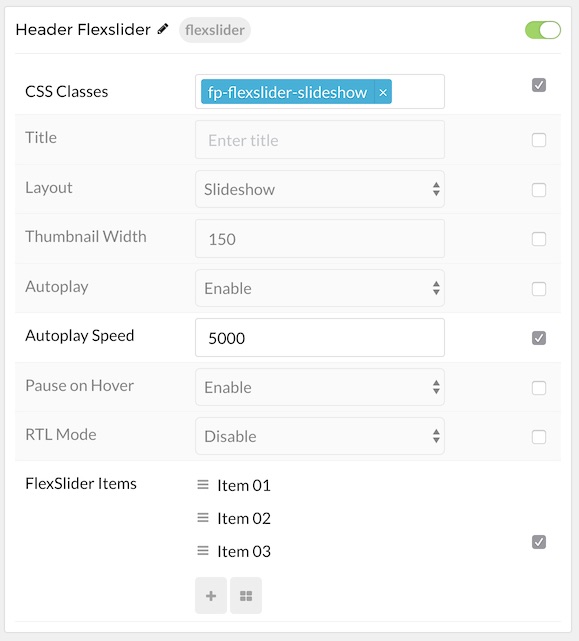 Header Flexslider flexslider
CSS Classes fp-flexslider-slideshow ×
Title Enter title
Layout Slideshow
Thumbnail Width 150
Autoplay Enable
Autoplay Speed 5000
Pause on Hover Enable
RTL Mode Disable
FlexSlider Items Item 01
Item 02
Item 03
+